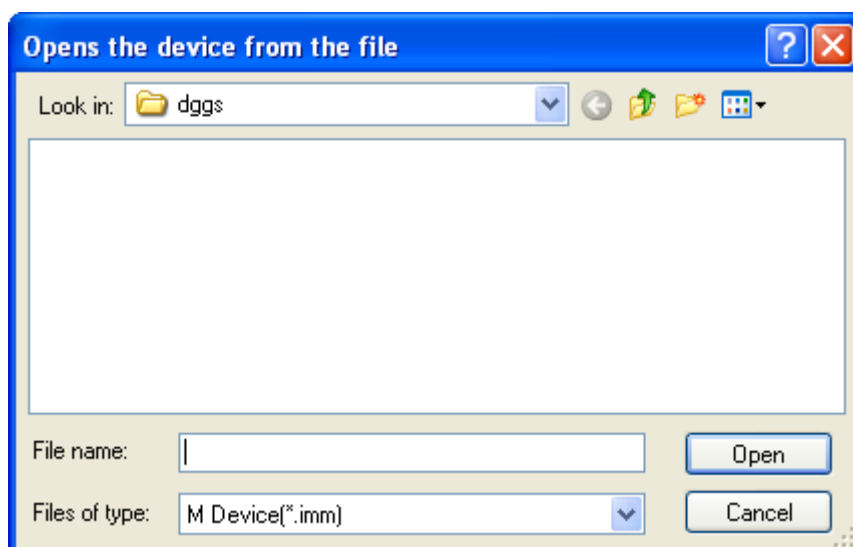 Opens the device from the file
Look in: dggs
File name:
Open
Files of type: M Device(*.imm)
Cancel